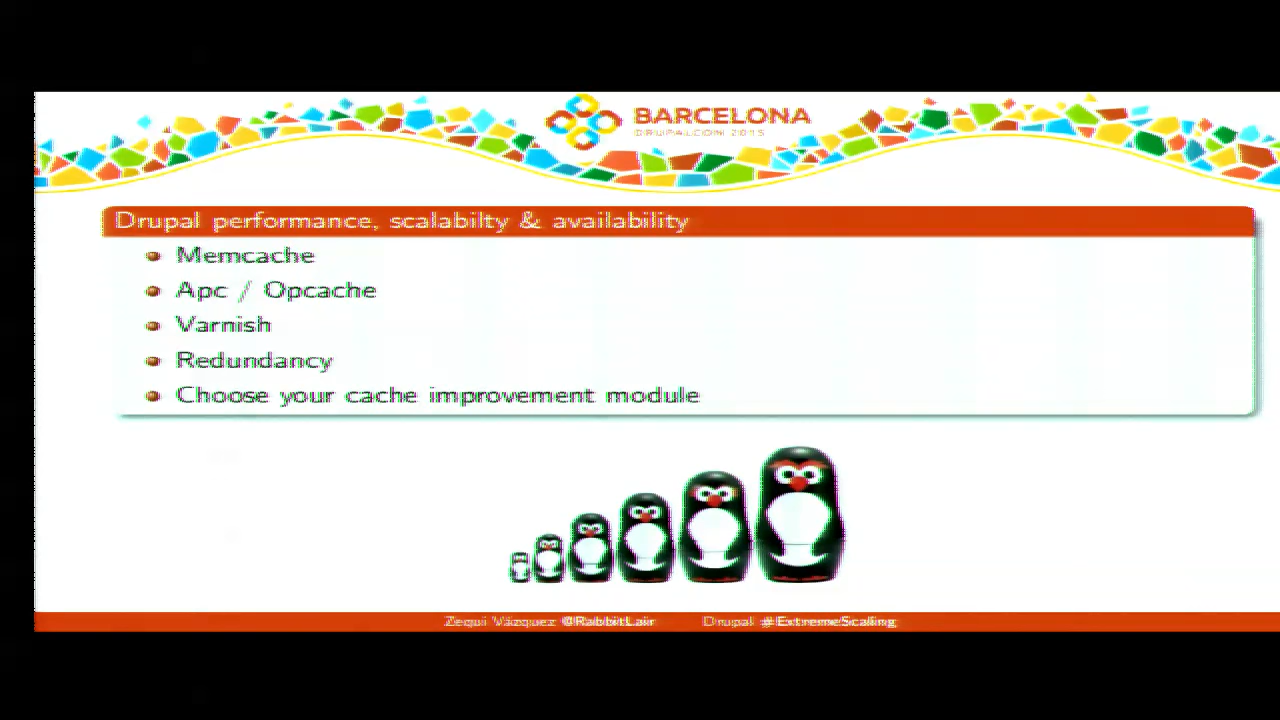 BARCELONA
DRUPALCON 2015
Drupal performance, scalabilty & availability
Memcache
Apc / Opcache
Varnish
Redundancy
Choose your cache improvement module
Zequi Vázquez @RabbitLair Drupal #ExtremeScaling